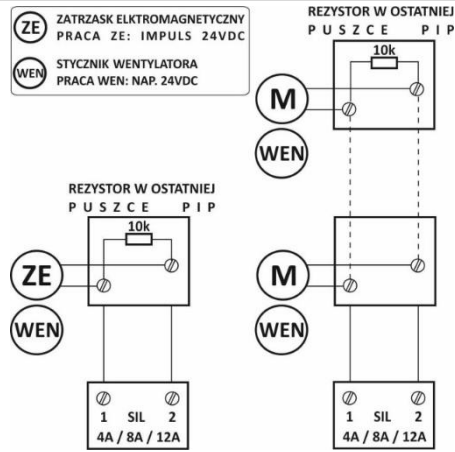 ZE
ZATRZASK ELKTROMAGNETYCZNY
PRACA ZE: IMPULS 24VDC
WEN
STYCZNIK WENTYLATORA
PRACA WEN: NAP. 24VDC
REZYSTOR W OSTATNIEJ
PUSZCE PIP
10k
M
WEN
REZYSTOR W OSTATNIEJ
PUSZCE PIP
10k
ZE
WEN
M
WEN
1 SIL 2
4A / 8A / 12A
1 SIL 2
4A / 8A / 12A